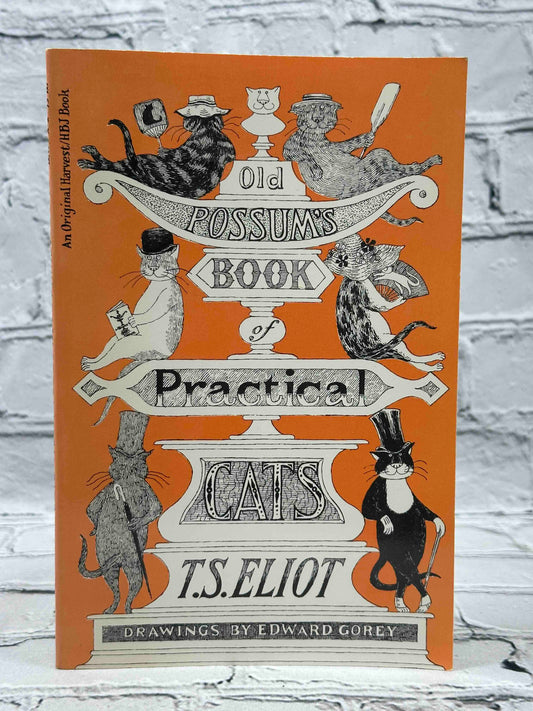 An Original Harvest/HBJ Book
Old
POSSUM'S
BOOK
of
Practical
CATS
T.S. ELIOT
DRAWINGS BY EDWARD GOREY